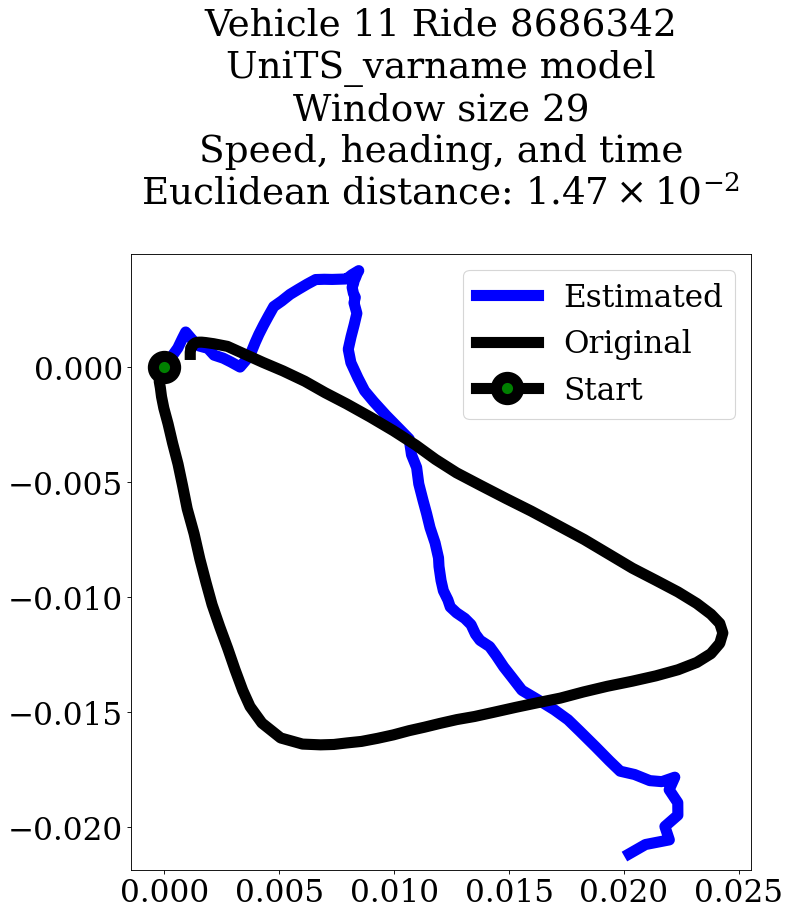 Vehicle 11 Ride 8686342
UniTS_varname model
Window size 29
Speed, heading, and time
Euclidean distance: 1.47 × 10⁻²
Estimated
Original
Start
0.000
−0.005
−0.010
−0.015
−0.020
0.000 0.005 0.010 0.015 0.020 0.025